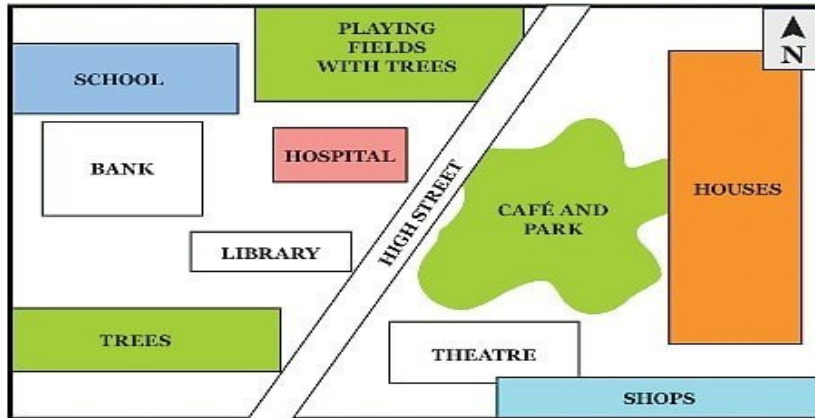 PLAYING
FIELDS
WITH TREES
N
SCHOOL
BANK
HOSPITAL
HIGH STREET
HOUSES
CAFÉ AND
PARK
LIBRARY
TREES
THEATRE
SHOPS